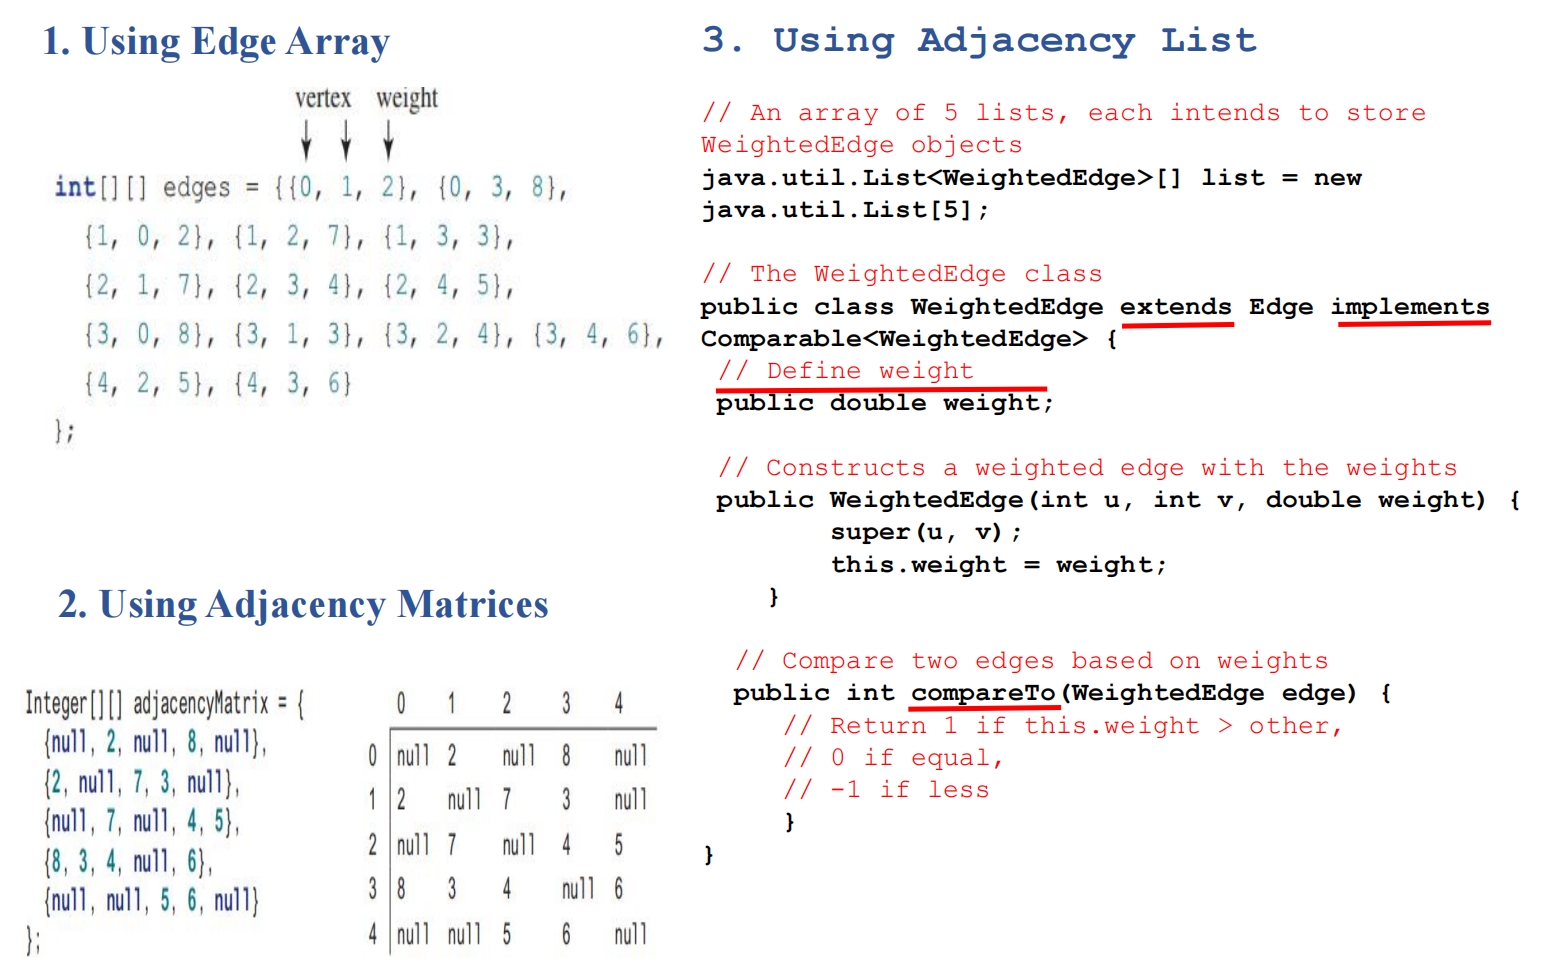 1. Using Edge Array
vertex weight
int[][] edges = {{0, 1, 2}, {0, 3, 8},
{1, 0, 2}, {1, 2, 7}, {1, 3, 3},
{2, 1, 7}, {2, 3, 4}, {2, 4, 5},
{3, 0, 8}, {3, 1, 3}, {3, 2, 4}, {3, 4, 6},
{4, 2, 5}, {4, 3, 6}
};
2. Using Adjacency Matrices
Integer[][] adjacencyMatrix = {
{null, 2, null, 8, null},
{2, null, 7, 3, null},
{null, 7, null, 4, 5},
{8, 3, 4, null, 6},
{null, null, 5, 6, null}
};
0 1 2 3 4
0 null 2 null 8 null
1 2 null 7 3 null
2 null 7 null 4 5
3 8 3 4 null 6
4 null null 5 6 null
3. Using Adjacency List
// An array of 5 lists, each intends to store
WeightedEdge objects
java.util.List<WeightedEdge>[] list = new
java.util.List[5];
// The WeightedEdge class
public class WeightedEdge extends Edge implements
Comparable<WeightedEdge> {
// Define weight
public double weight;
// Constructs a weighted edge with the weights
public WeightedEdge(int u, int v, double weight) {
super(u, v);
this.weight = weight;
}
// Compare two edges based on weights
public int compareTo(WeightedEdge edge) {
// Return 1 if this.weight > other,
// 0 if equal,
// -1 if less
}
}